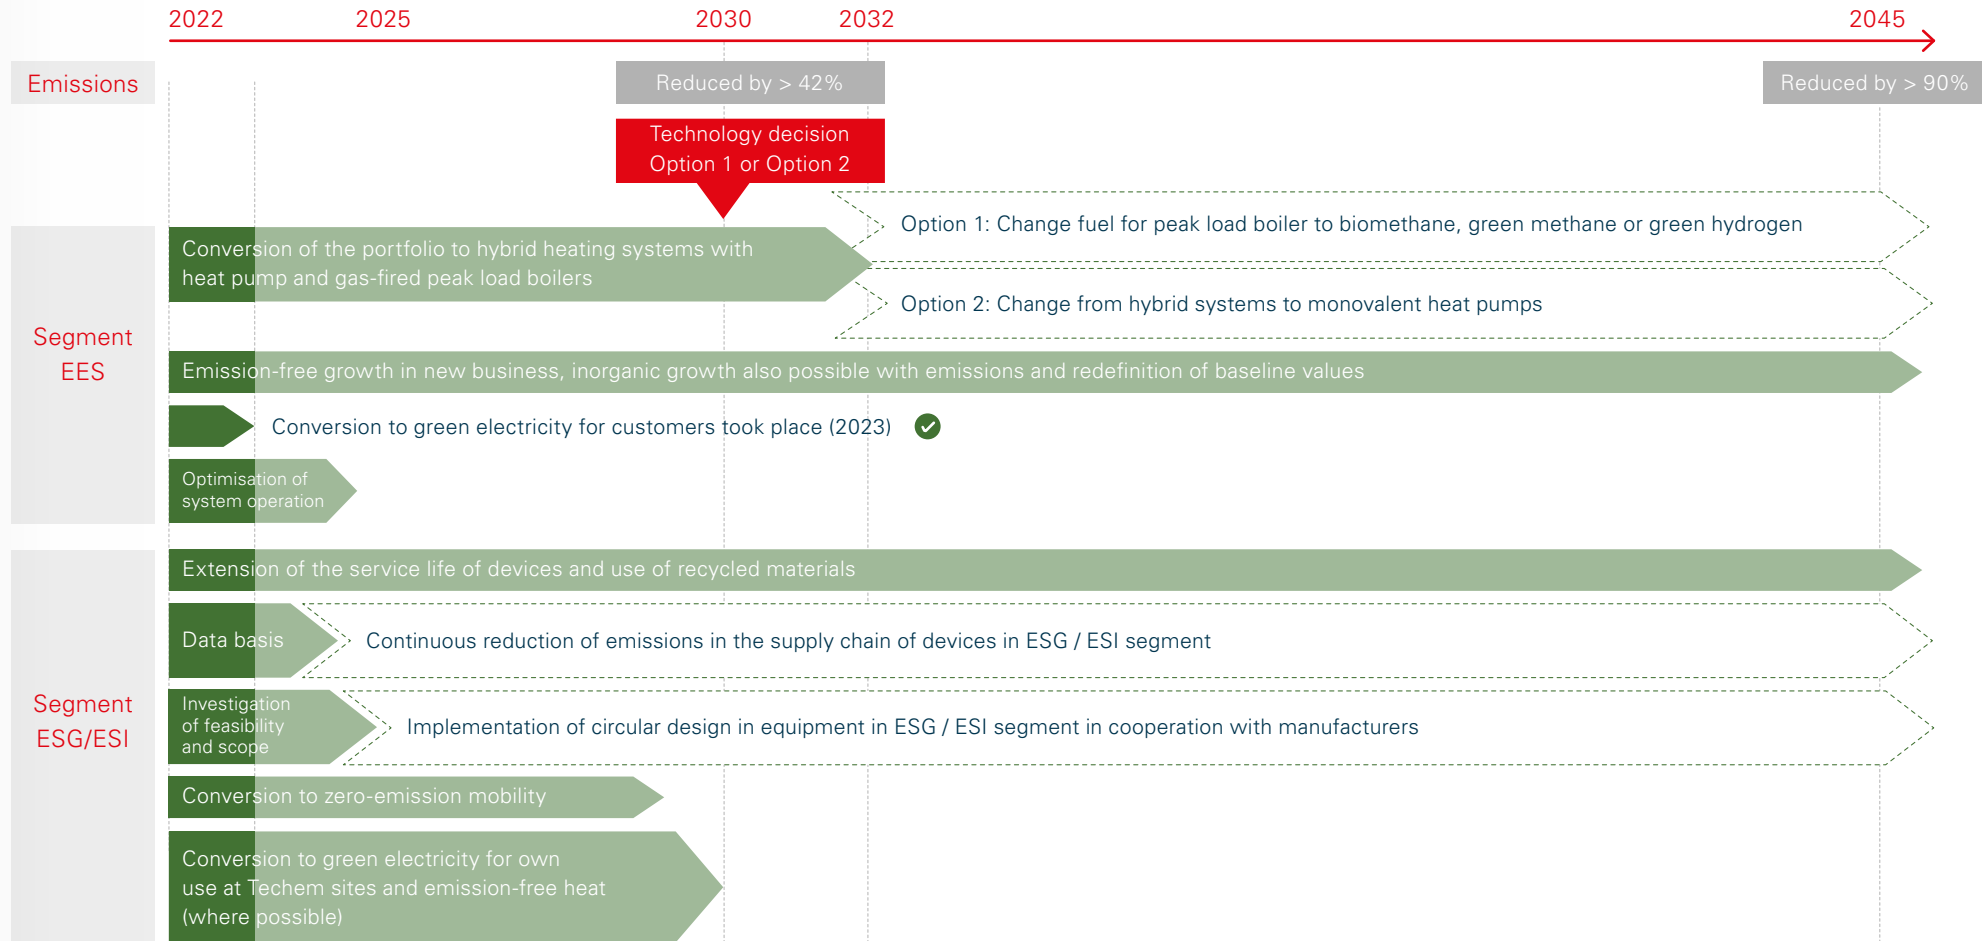 2022
2025
2030
2032
2045
Emissions
Reduced by > 42%
Reduced by > 90%
Technology decision
Option 1 or Option 2
Segment
EES
Conversion of the portfolio to hybrid heating systems with
heat pump and gas-fired peak load boilers
Option 1: Change fuel for peak load boiler to biomethane, green methane or green hydrogen
Option 2: Change from hybrid systems to monovalent heat pumps
Emission-free growth in new business, inorganic growth also possible with emissions and redefinition of baseline values
Conversion to green electricity for customers took place (2023)
Optimisation of
system operation
Segment
ESG/ESI
Extension of the service life of devices and use of recycled materials
Data basis
Continuous reduction of emissions in the supply chain of devices in ESG / ESI segment
Investigation
of feasibility
and scope
Implementation of circular design in equipment in ESG / ESI segment in cooperation with manufacturers
Conversion to zero-emission mobility
Conversion to green electricity for own
use at Techem sites and emission-free heat
(where possible)